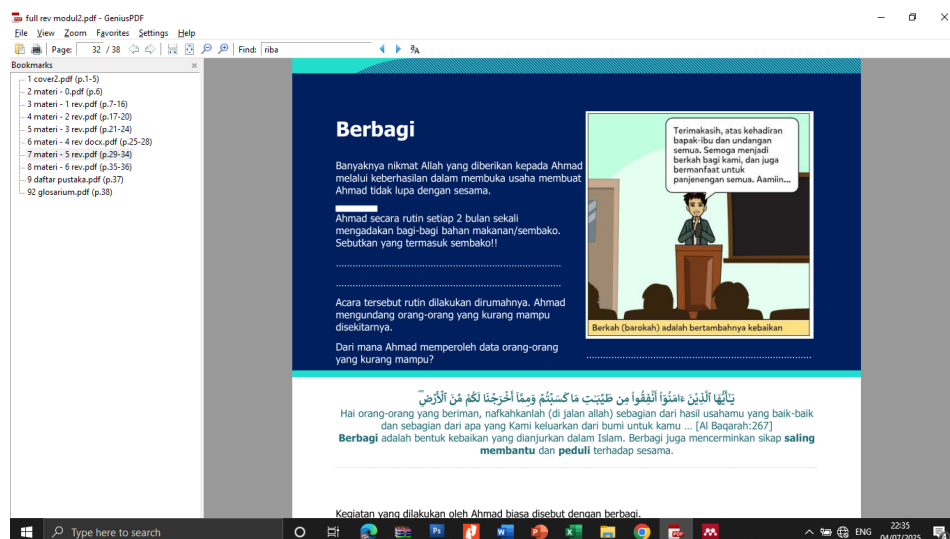 full rev modul2.pdf - GeniusPDF
File View Zoom Favorites Settings Help
Page: 32 / 38 Find: riba
Bookmarks
1 cover2.pdf (p.1-5)
2 materi - 0.pdf (p.6)
3 materi - 1 rev.pdf (p.7-16)
4 materi - 2 rev.pdf (p.17-20)
5 materi - 3 rev.pdf (p.21-24)
6 materi - 4 rev docx.pdf (p.25-28)
7 materi - 5 rev.pdf (p.29-34)
8 materi - 6 rev.pdf (p.35-36)
9 daftar pustaka.pdf (p.37)
92 glosarium.pdf (p.38)
Berbagi
Banyaknya nikmat Allah yang diberikan kepada Ahmad
melalui keberhasilan dalam membuka usaha membuat
Ahmad tidak lupa dengan sesama.
Ahmad secara rutin setiap 2 bulan sekali
mengadakan bagi-bagi bahan makanan/sembako.
Sebutkan yang termasuk sembako!!
Acara tersebut rutin dilakukan dirumahnya. Ahmad
mengundang orang-orang yang kurang mampu
disekitarnya.
Dari mana Ahmad memperoleh data orang-orang
yang kurang mampu?
Terimakasih, atas kehadiran
bapak-ibu dan undangan
semua. Semoga menjadi
berkah bagi kami, dan juga
bermanfaat untuk
panjenengan semua. Aamiin...
Berkah (barokah) adalah bertambahnya kebaikan
يَـٰٓأَيُّهَا ٱلَّذِينَ ءَامَنُوٓا۟ أَنفِقُوا۟ مِن طَيِّبَـٰتِ مَا كَسَبْتُمْ وَمِمَّآ أَخْرَجْنَا لَكُم مِّنَ ٱلْأَرْضِ ۖ
Hai orang-orang yang beriman, nafkahkanlah (di jalan allah) sebagian dari hasil usahamu yang baik-baik
dan sebagian dari apa yang Kami keluarkan dari bumi untuk kamu ... [Al Baqarah:267]
Berbagi adalah bentuk kebaikan yang dianjurkan dalam Islam. Berbagi juga mencerminkan sikap saling
membantu dan peduli terhadap sesama.
Kegiatan yang dilakukan oleh Ahmad biasa disebut dengan berbagi.
Type here to search
ENG
22:35
04/07/2025